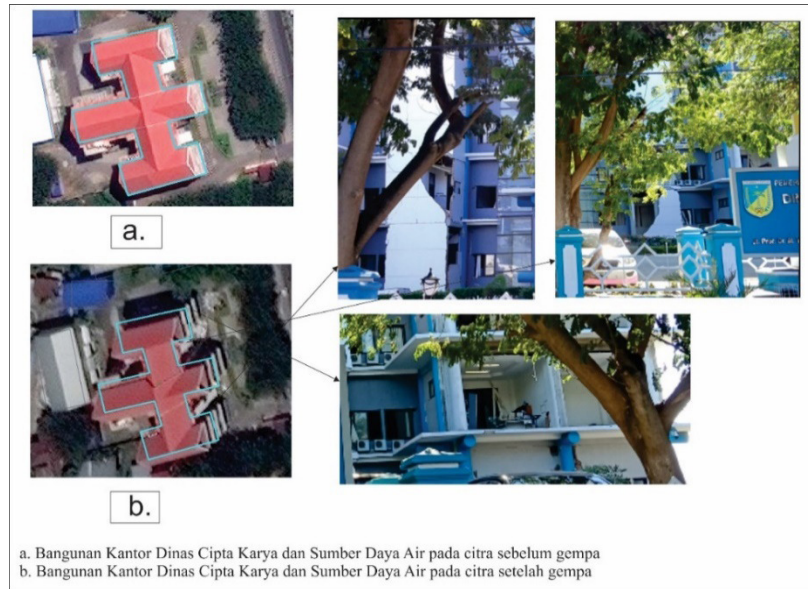 a.
b.
a. Bangunan Kantor Dinas Cipta Karya dan Sumber Daya Air pada citra sebelum gempa
b. Bangunan Kantor Dinas Cipta Karya dan Sumber Daya Air pada citra setelah gempa